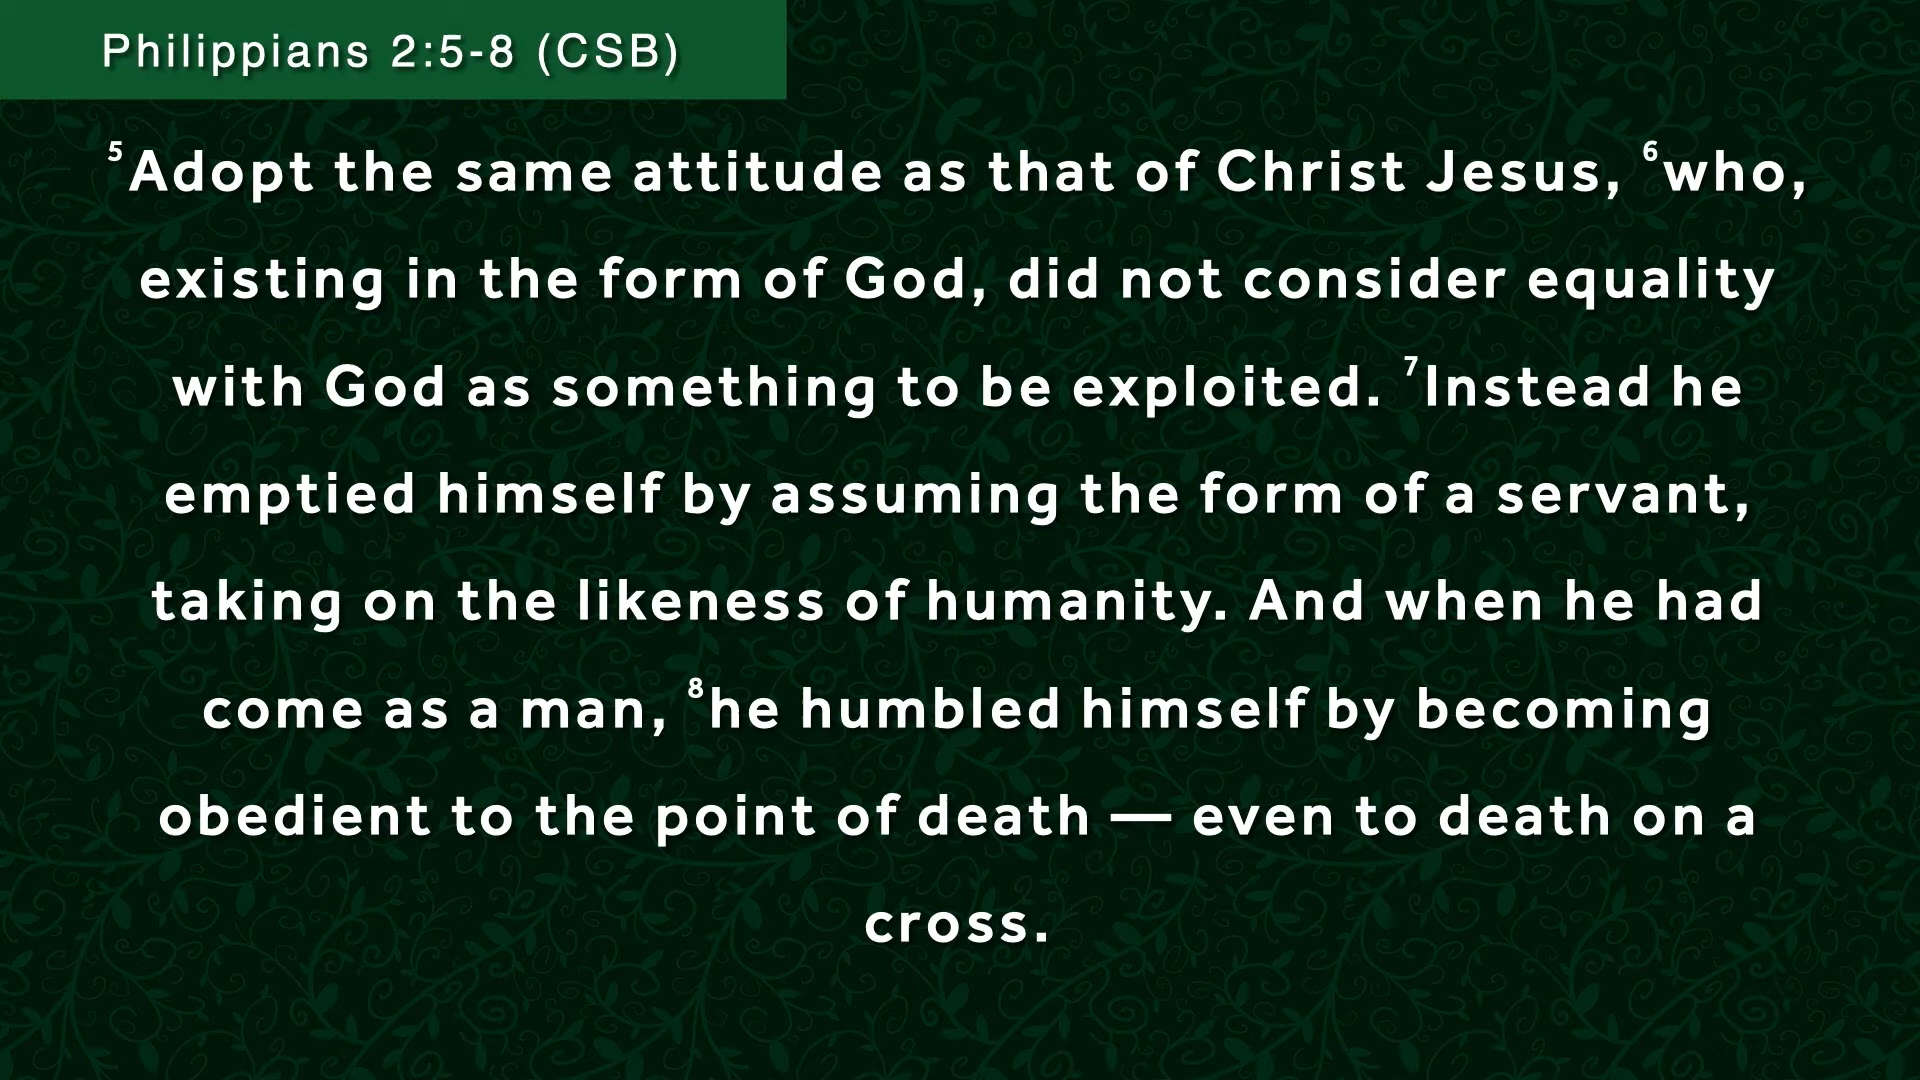 Philippians 2:5-8 (CSB)
⁵Adopt the same attitude as that of Christ Jesus, ⁶who,
existing in the form of God, did not consider equality
with God as something to be exploited. ⁷Instead he
emptied himself by assuming the form of a servant,
taking on the likeness of humanity. And when he had
come as a man, ⁸he humbled himself by becoming
obedient to the point of death — even to death on a
cross.